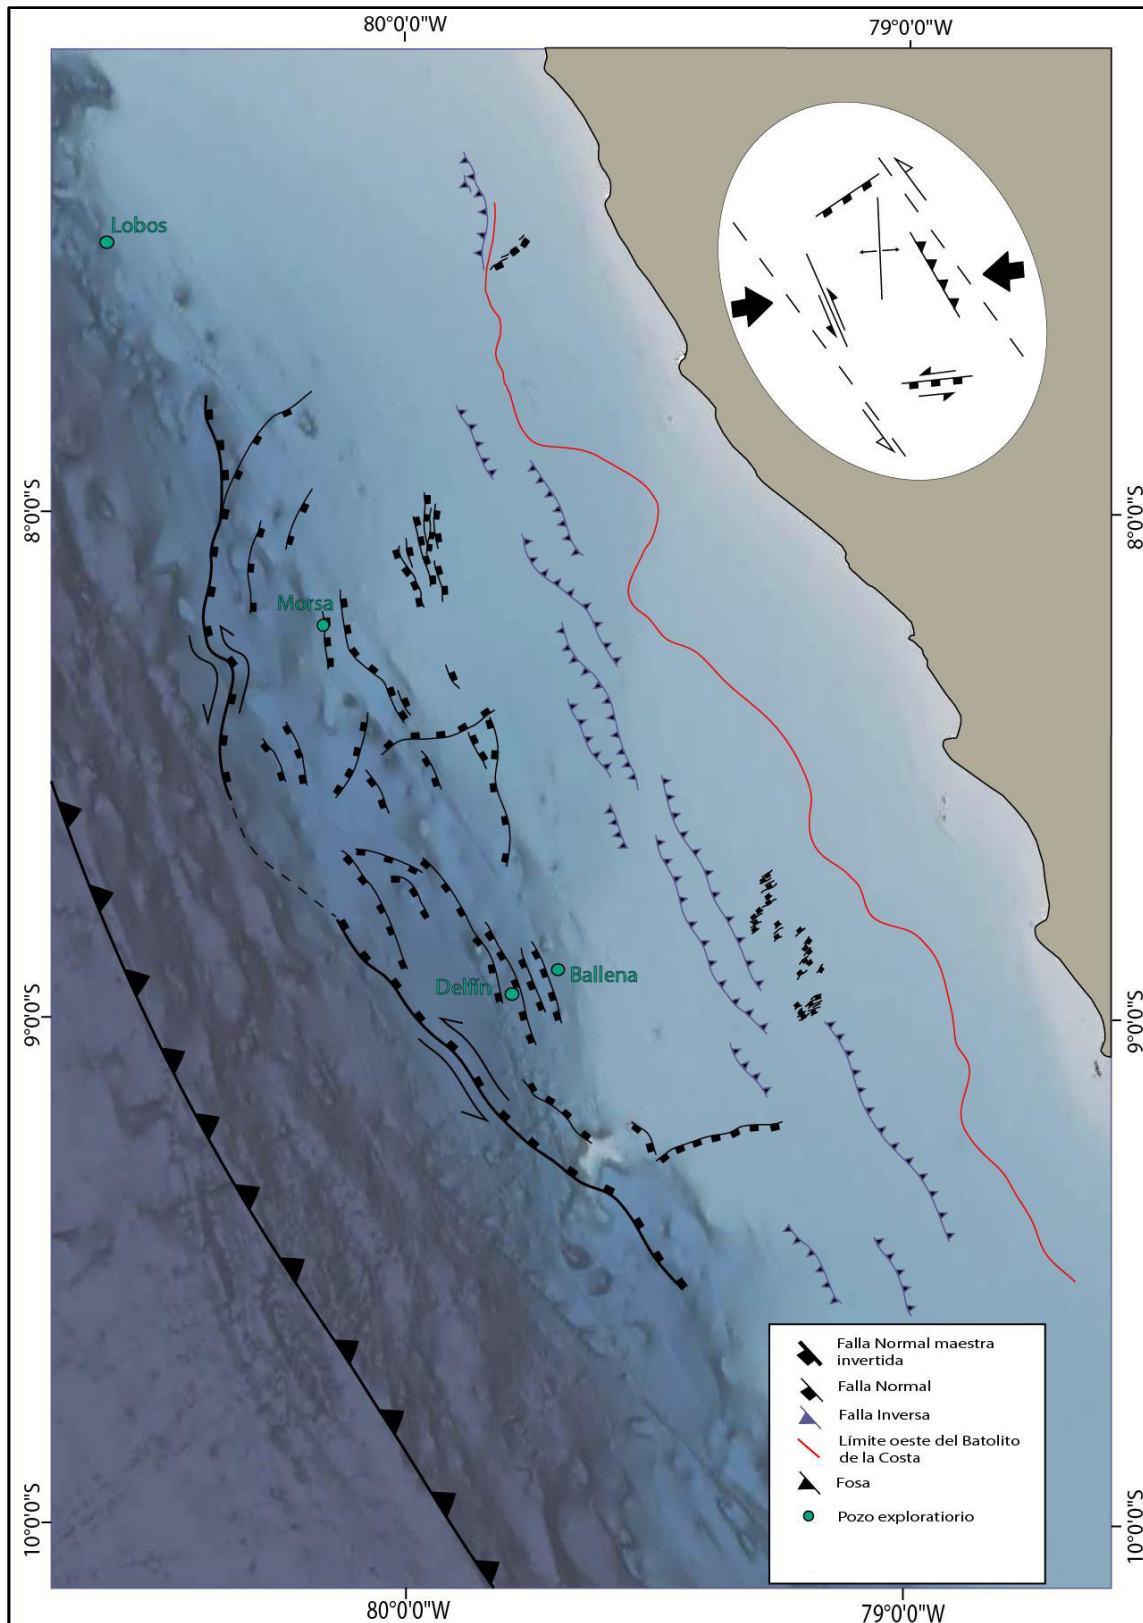 80°0'0"W
79°0'0"W
Lobos
8°0'0"S
8°0'0"S
Morsa
Ballena
Delfín
9°0'0"S
9°0'0"S
Falla Normal maestra
invertida
Falla Normal
Falla Inversa
Límite oeste del Batolito
de la Costa
Fosa
Pozo exploratiorio
10°0'0"S
10°0'0"S
80°0'0"W
79°0'0"W